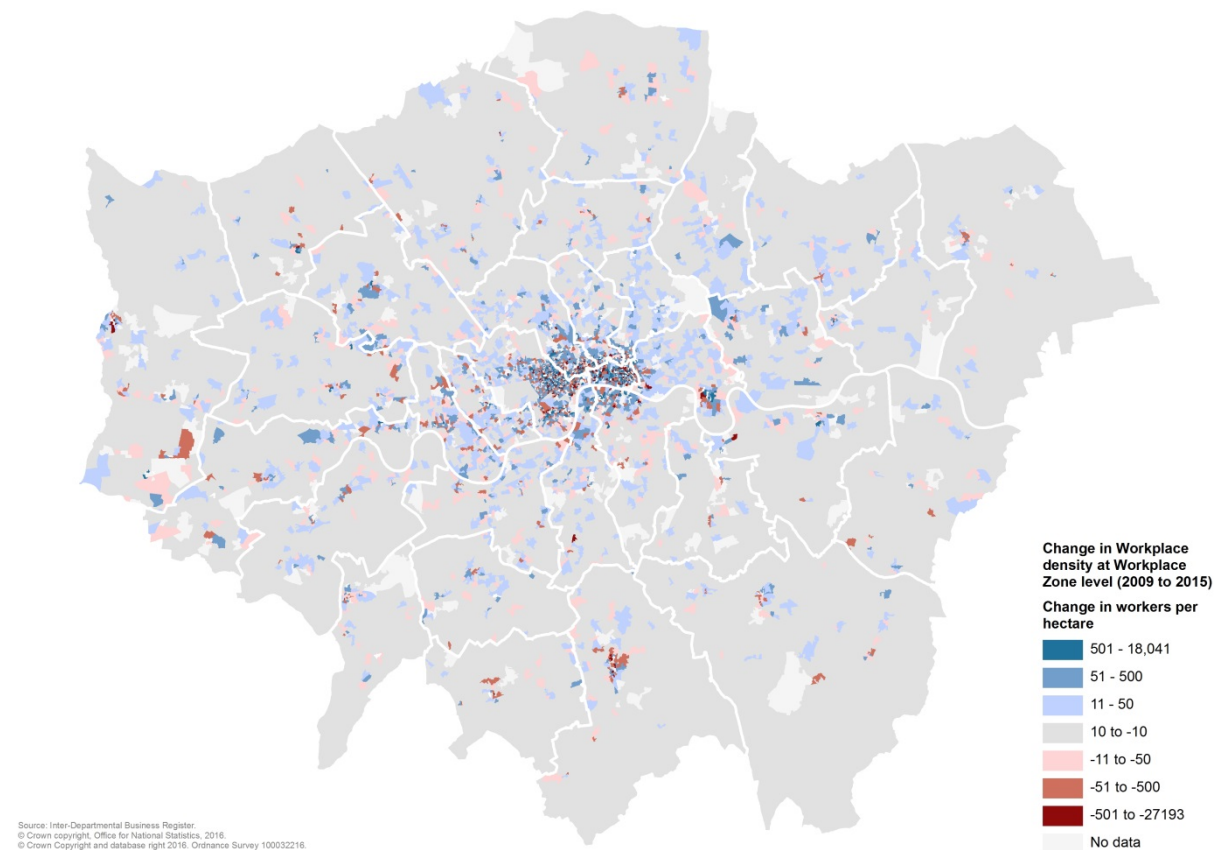 Change in Workplace
density at Workplace
Zone level (2009 to 2015)
Change in workers per
hectare
501 - 18,041
51 - 500
11 - 50
10 to -10
-11 to -50
-51 to -500
-501 to -27193
No data
Source: Inter-Departmental Business Register.
© Crown copyright, Office for National Statistics, 2016.
© Crown Copyright and database right 2016. Ordnance Survey 100032216.